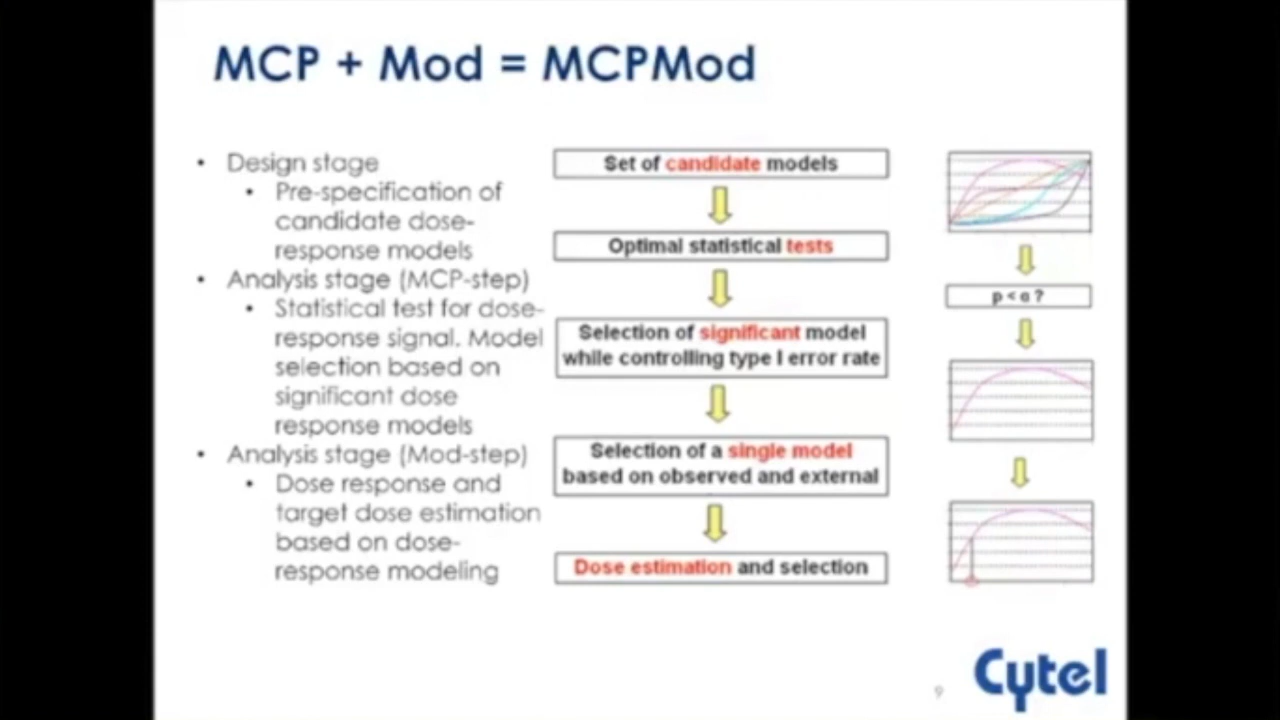 MCP + Mod = MCPMod
• Design stage
• Pre-specification of
candidate dose-
response models
• Analysis stage (MCP-step)
• Statistical test for dose-
response signal. Model
selection based on
significant dose
response models
• Analysis stage (Mod-step)
• Dose response and
target dose estimation
based on dose-
response modeling
Set of candidate models
Optimal statistical tests
Selection of significant model
while controlling type I error rate
Selection of a single model
based on observed and external
Dose estimation and selection
p < α ?
9
Cytel